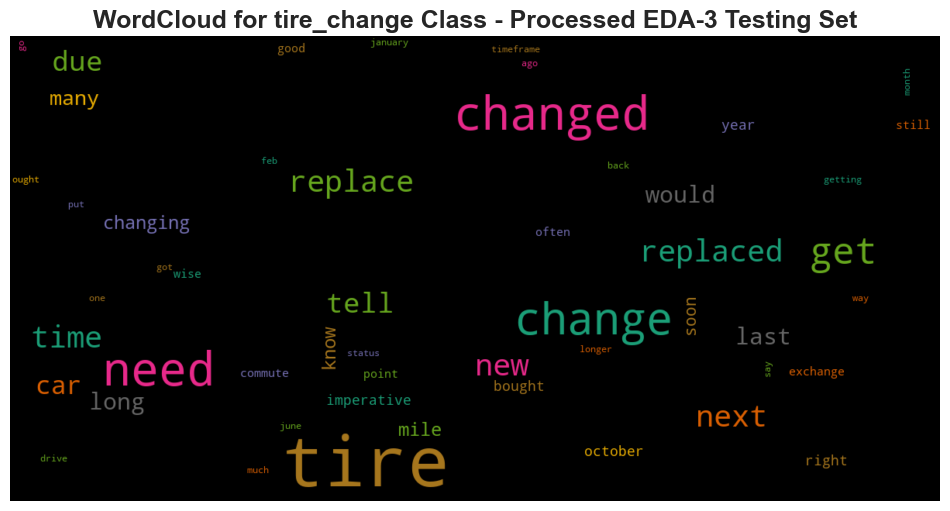 WordCloud for tire_change Class - Processed EDA-3 Testing Set
go
due
many
good
january
timeframe
ago
changed
year
month
still
ought
feb
replace
back
would
getting
put
changing
often
replaced
get
got
wise
one
tell
change
soon
way
time
know
status
new
longer
last
need
car
long
commute
point
bought
say
exchange
imperative
next
june
mile
tire
october
drive
much
right